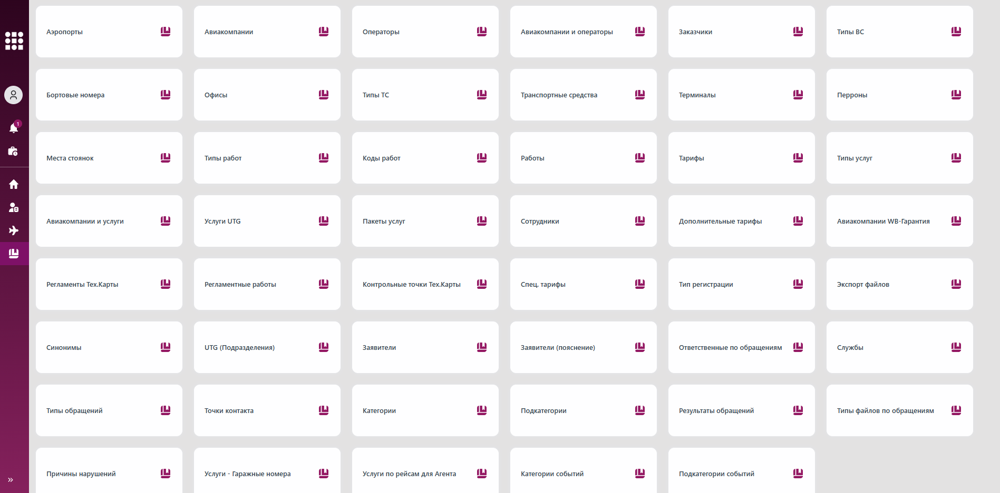 Аэропорты
Авиакомпании
Операторы
Авиакомпании и операторы
Заказчики
Типы ВС
1
Бортовые номера
Офисы
Типы ТС
Транспортные средства
Терминалы
Перроны
Места стоянок
Типы работ
Коды работ
Работы
Тарифы
Типы услуг
Авиакомпании и услуги
Услуги UTG
Пакеты услуг
Сотрудники
Дополнительные тарифы
Авиакомпании WB-Гарантия
Регламенты Тех.Карты
Регламентные работы
Контрольные точки Тех.Карты
Спец. тарифы
Тип регистрации
Экспорт файлов
Синонимы
UTG (Подразделения)
Заявители
Заявители (пояснение)
Ответственные по обращениям
Службы
Типы обращений
Точки контакта
Категории
Подкатегории
Результаты обращений
Типы файлов по обращениям
Причины нарушений
Услуги - Гаражные номера
Услуги по рейсам для Агента
Категории событий
Подкатегории событий